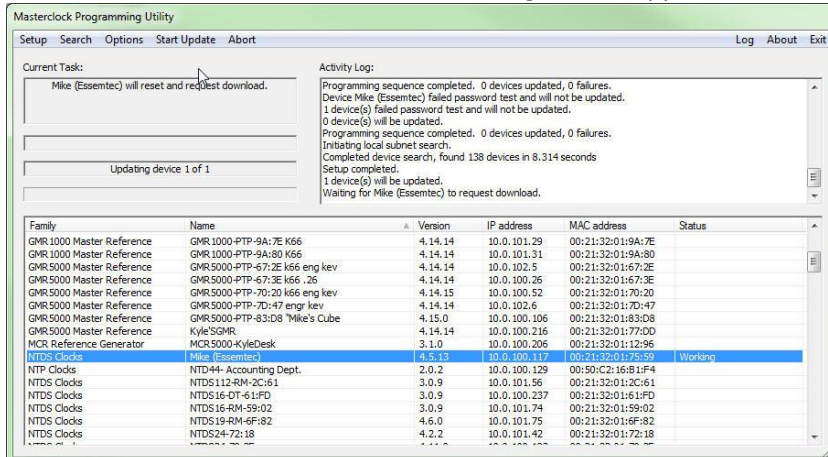 Masterclock Programming Utility
Setup Search Options Start Update Abort Log About Exit
Current Task:
Mike (Essemtec) will reset and request download.
Updating device 1 of 1
Activity Log:
Programming sequence completed. 0 devices updated, 0 failures.
Device Mike (Essemtec) failed password test and will not be updated.
1 device(s) failed password test and will not be updated.
0 device(s) will be updated.
Programming sequence completed. 0 devices updated, 0 failures.
Initiating local subnet search.
Completed device search, found 138 devices in 8.314 seconds
Setup completed.
1 device(s) will be updated.
Waiting for Mike (Essemtec) to request download.
Family Name Version IP address MAC address Status
GMR1000 Master Reference GMR1000-PTP-9A:7E K66 4.14.14 10.0.101.29 00:21:32:01:9A:7E
GMR1000 Master Reference GMR1000-PTP-9A:80 K66 4.14.14 10.0.101.31 00:21:32:01:9A:80
GMR5000 Master Reference GMR5000-PTP-67:2E k66 eng kev 4.14.14 10.0.102.5 00:21:32:01:67:2E
GMR5000 Master Reference GMR5000-PTP-67:3E k66 .26 4.14.14 10.0.100.26 00:21:32:01:67:3E
GMR5000 Master Reference GMR5000-PTP-70:20 k66 eng kev 4.14.15 10.0.100.52 00:21:32:01:70:20
GMR5000 Master Reference GMR5000-PTP-7D:47 engr kev 4.14.14 10.0.102.6 00:21:32:01:7D:47
GMR5000 Master Reference GMR5000-PTP-83:D8 "Mike's Cube 4.15.0 10.0.100.106 00:21:32:01:83:D8
GMR5000 Master Reference Kyle'SGMR 4.14.14 10.0.100.216 00:21:32:01:77:DD
MCR Reference Generator MCR5000-KyleDesk 3.1.0 10.0.100.206 00:21:32:01:12:96
NTDS Clocks Mike (Essemtec) 4.5.13 10.0.100.117 00:21:32:01:75:59 Working
NTP Clocks NTD44- Accounting Dept. 2.0.2 10.0.100.129 00:50:C2:16:B1:F4
NTDS Clocks NTDS112-RM-2C:61 3.0.9 10.0.101.56 00:21:32:01:2C:61
NTDS Clocks NTDS16-DT-61:FD 3.0.9 10.0.100.237 00:21:32:01:61:FD
NTDS Clocks NTDS16-RM-59:02 3.0.9 10.0.101.74 00:21:32:01:59:02
NTDS Clocks NTDS19-RM-6F:82 4.6.0 10.0.101.75 00:21:32:01:6F:82
NTDS Clocks NTDS24-72:18 4.2.2 10.0.101.42 00:21:32:01:72:18